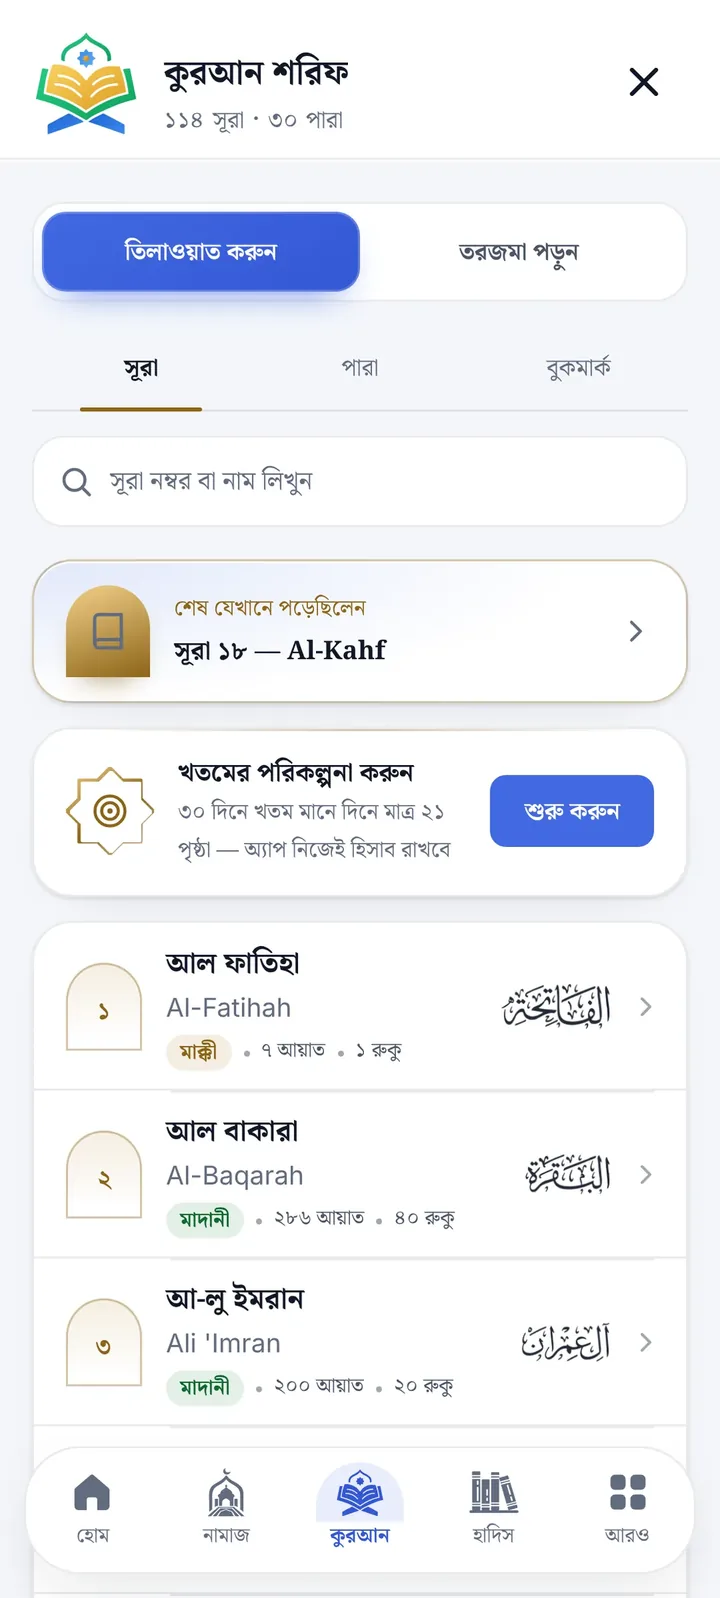 কুরআন শরিফ
১১৪ সূরা · ৩০ পারা
তিলাওয়াত করুন
তরজমা পড়ুন
সূরা
পারা
বুকমার্ক
সূরা নম্বর বা নাম লিখুন
শেষ যেখানে পড়েছিলেন
সূরা ১৮ — Al-Kahf
খতমের পরিকল্পনা করুন
৩০ দিনে খতম মানে দিনে মাত্র ২১
পৃষ্ঠা — অ্যাপ নিজেই হিসাব রাখবে
শুরু করুন
১
আল ফাতিহা
Al-Fatihah
মাক্কী • ৭ আয়াত • ১ রুকু
الفَاتِحَة
২
আল বাকারা
Al-Baqarah
মাদানী • ২৮৬ আয়াত • ৪০ রুকু
البَقَرَة
৩
আ-লু ইমরান
Ali 'Imran
মাদানী • ২০০ আয়াত • ২০ রুকু
آل عِمْرَان
হোম
নামাজ
কুরআন
হাদিস
আরও